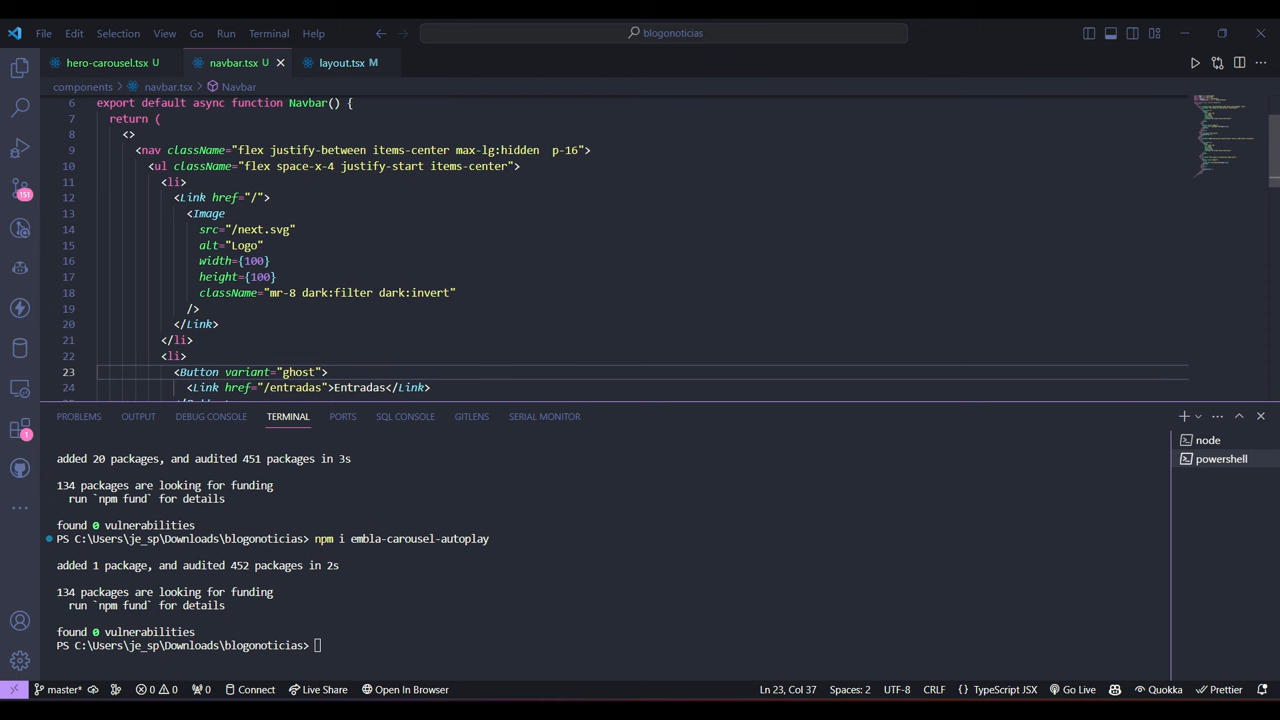 File Edit Selection View Go Run Terminal Help
blogonoticias
hero-carousel.tsx U
navbar.tsx U
layout.tsx M
components > navbar.tsx > Navbar
6 export default async function Navbar() {
7 return (
8 <>
9 <nav className="flex justify-between items-center max-lg:hidden  p-16">
10 <ul className="flex space-x-4 justify-start items-center">
11 <li>
12 <Link href="/">
13 <Image
14 src="/next.svg"
15 alt="Logo"
16 width={100}
17 height={100}
18 className="mr-8 dark:filter dark:invert"
19 />
20 </Link>
21 </li>
22 <li>
23 <Button variant="ghost">
24 <Link href="/entradas">Entradas</Link>
151
1
PROBLEMS OUTPUT DEBUG CONSOLE TERMINAL PORTS SQL CONSOLE GITLENS SERIAL MONITOR
node
powershell
added 20 packages, and audited 451 packages in 3s
134 packages are looking for funding
run `npm fund` for details
found 0 vulnerabilities
PS C:\Users\je_sp\Downloads\blogonoticias> npm i embla-carousel-autoplay
added 1 package, and audited 452 packages in 2s
134 packages are looking for funding
run `npm fund` for details
found 0 vulnerabilities
PS C:\Users\je_sp\Downloads\blogonoticias>
master* 0 0 0 Connect Live Share Open In Browser Ln 23, Col 37 Spaces: 2 UTF-8 CRLF {} TypeScript JSX Go Live Quokka Prettier